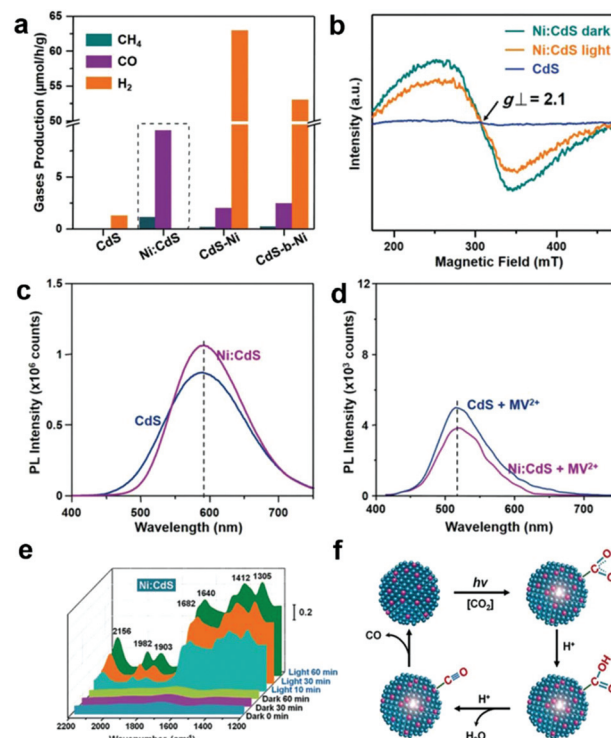 a
CH₄
CO
H₂
Gases Production (μmol/h/g)
65
60
55
50
5
0
CdS
Ni:CdS
CdS-Ni
CdS-b-Ni
b
Ni:CdS dark
Ni:CdS light
CdS
g⊥ = 2.1
Intensity (a.u.)
200
300
400
Magnetic Field (mT)
c
PL Intensity (x10⁶ counts)
1.5
1
0.5
0
Ni:CdS
CdS
400
500
600
700
Wavelength (nm)
d
PL Intensity (x10³ counts)
12
8
4
0
CdS + MV²⁺
Ni:CdS + MV²⁺
400
500
600
700
Wavelength (nm)
e
Ni:CdS
2156
1982
1903
1682
1640
1412
1305
0.2
Light 60 min
Light 30 min
Light 10 min
Dark 60 min
Dark 30 min
Dark 0 min
2200
2000
1800
1600
1400
1200
f
hν
[CO₂]
O
C
O
H⁺
OH
C
O
H⁺
H₂O
C
O
CO